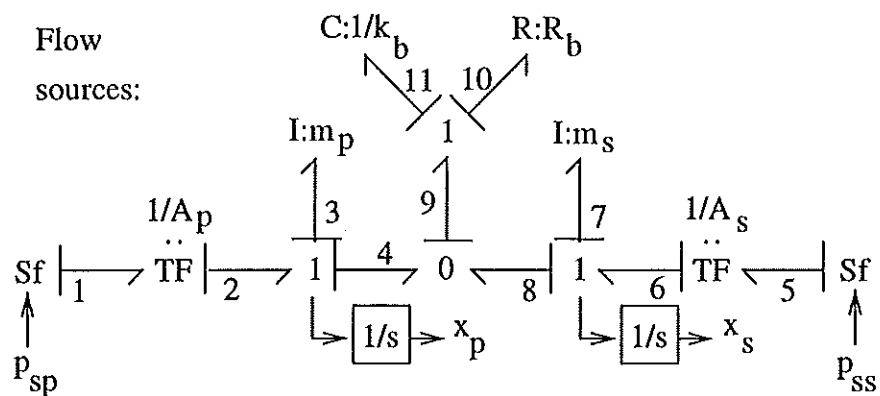 Flow
sources:
C:1/k_b
R:R_b
11
10
I:m_p
1
I:m_s
1/A_p
3
9
7
1/A_s
Sf
1
TF
2
1
4
0
8
1
6
TF
5
Sf
1/s
x_p
1/s
x_s
p_sp
p_ss